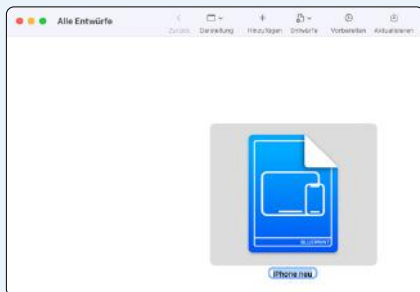 Alle Entwürfe
Zurück Darstellung Hinzufügen Entwürfe Vorbereiten Aktualisieren
BLUEPRINT
iPhone neu